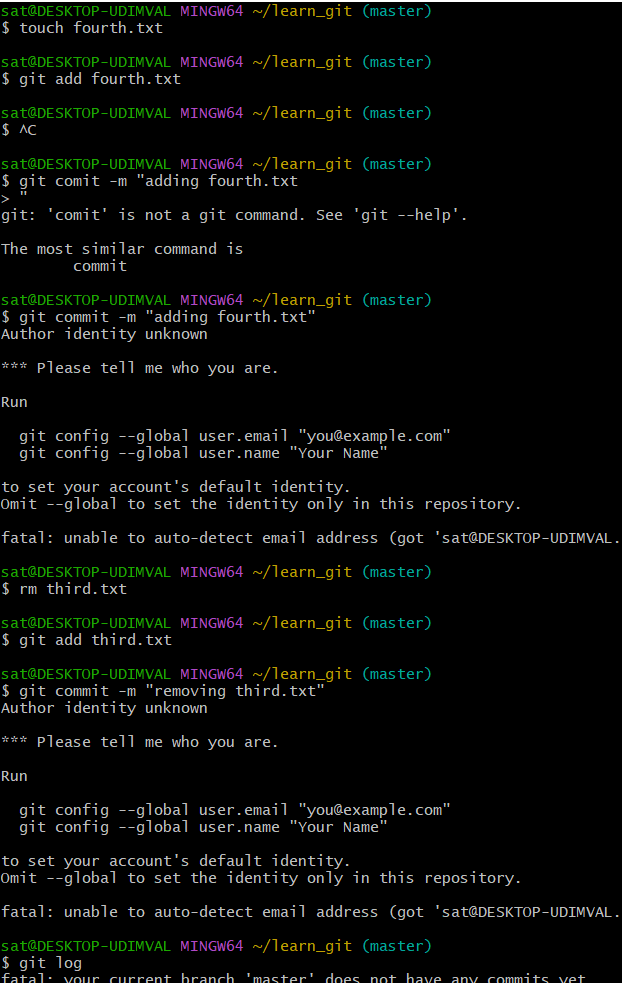 sat@DESKTOP-UDIMVAL MINGW64 ~/learn_git (master)
$ touch fourth.txt
sat@DESKTOP-UDIMVAL MINGW64 ~/learn_git (master)
$ git add fourth.txt
sat@DESKTOP-UDIMVAL MINGW64 ~/learn_git (master)
$ ^C
sat@DESKTOP-UDIMVAL MINGW64 ~/learn_git (master)
$ git comit -m "adding fourth.txt
> "
git: 'comit' is not a git command. See 'git --help'.
The most similar command is
commit
sat@DESKTOP-UDIMVAL MINGW64 ~/learn_git (master)
$ git commit -m "adding fourth.txt"
Author identity unknown
*** Please tell me who you are.
Run
git config --global user.email "you@example.com"
git config --global user.name "Your Name"
to set your account's default identity.
Omit --global to set the identity only in this repository.
fatal: unable to auto-detect email address (got 'sat@DESKTOP-UDIMVAL.
sat@DESKTOP-UDIMVAL MINGW64 ~/learn_git (master)
$ rm third.txt
sat@DESKTOP-UDIMVAL MINGW64 ~/learn_git (master)
$ git add third.txt
sat@DESKTOP-UDIMVAL MINGW64 ~/learn_git (master)
$ git commit -m "removing third.txt"
Author identity unknown
*** Please tell me who you are.
Run
git config --global user.email "you@example.com"
git config --global user.name "Your Name"
to set your account's default identity.
Omit --global to set the identity only in this repository.
fatal: unable to auto-detect email address (got 'sat@DESKTOP-UDIMVAL.
sat@DESKTOP-UDIMVAL MINGW64 ~/learn_git (master)
$ git log
fatal: your current branch 'master' does not have any commits yet